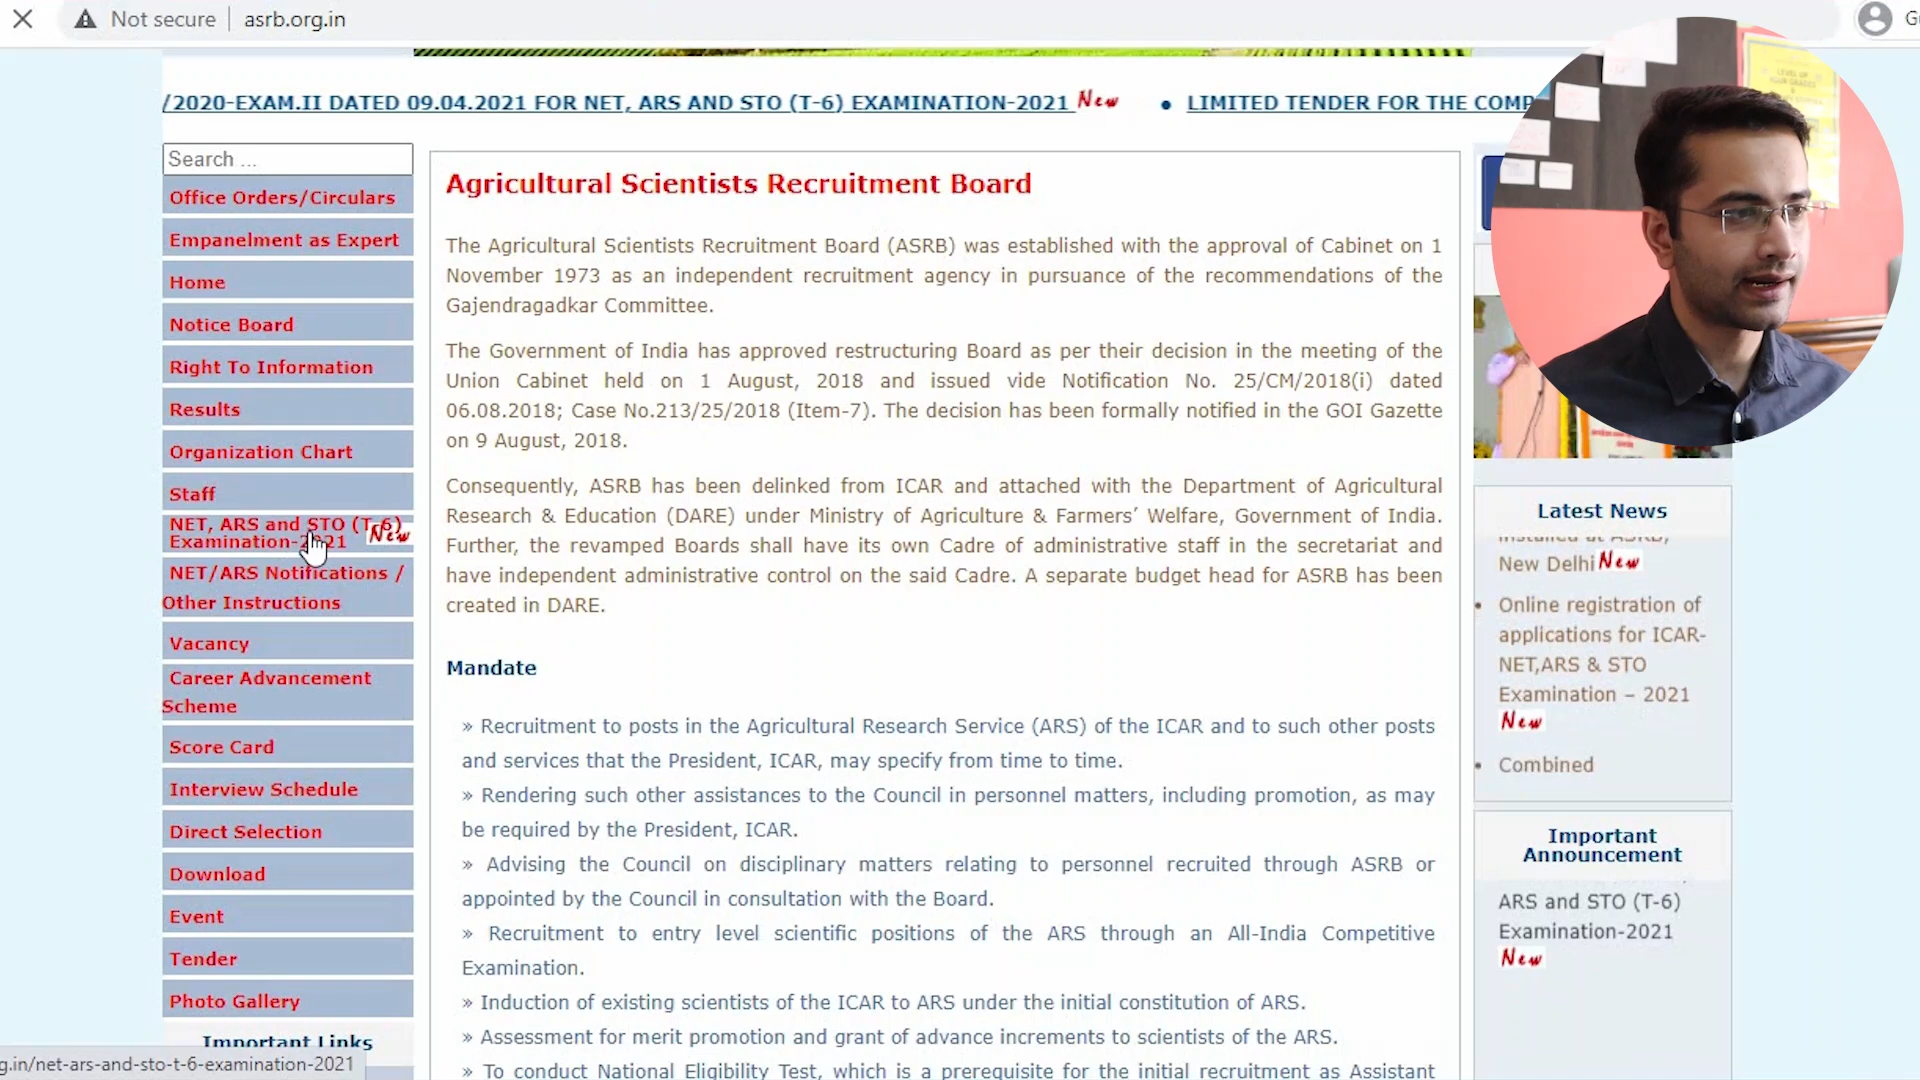 Not secure
asrb.org.in
/2020-EXAM.II DATED 09.04.2021 FOR NET, ARS AND STO (T-6) EXAMINATION-2021 New • LIMITED TENDER FOR THE COMP
Search ...
Office Orders/Circulars
Empanelment as Expert
Home
Notice Board
Right To Information
Results
Organization Chart
Staff
NET, ARS and STO (T-6)
Examination-2021 New
NET/ARS Notifications /
Other Instructions
Vacancy
Career Advancement
Scheme
Score Card
Interview Schedule
Direct Selection
Download
Event
Tender
Photo Gallery
Important Links
g.in/net-ars-and-sto-t-6-examination-2021
Agricultural Scientists Recruitment Board
The Agricultural Scientists Recruitment Board (ASRB) was established with the approval of Cabinet on 1
November 1973 as an independent recruitment agency in pursuance of the recommendations of the
Gajendragadkar Committee.
The Government of India has approved restructuring Board as per their decision in the meeting of the
Union Cabinet held on 1 August, 2018 and issued vide Notification No. 25/CM/2018(i) dated
06.08.2018; Case No.213/25/2018 (Item-7). The decision has been formally notified in the GOI Gazette
on 9 August, 2018.
Consequently, ASRB has been delinked from ICAR and attached with the Department of Agricultural
Research & Education (DARE) under Ministry of Agriculture & Farmers’ Welfare, Government of India.
Further, the revamped Boards shall have its own Cadre of administrative staff in the secretariat and
have independent administrative control on the said Cadre. A separate budget head for ASRB has been
created in DARE.
Mandate
» Recruitment to posts in the Agricultural Research Service (ARS) of the ICAR and to such other posts
and services that the President, ICAR, may specify from time to time.
» Rendering such other assistances to the Council in personnel matters, including promotion, as may
be required by the President, ICAR.
» Advising the Council on disciplinary matters relating to personnel recruited through ASRB or
appointed by the Council in consultation with the Board.
» Recruitment to entry level scientific positions of the ARS through an All-India Competitive
Examination.
» Induction of existing scientists of the ICAR to ARS under the initial constitution of ARS.
» Assessment for merit promotion and grant of advance increments to scientists of the ARS.
» To conduct National Eligibility Test, which is a prerequisite for the initial recruitment as Assistant
Latest News
installed at ASRB,
New Delhi New
• Online registration of
applications for ICAR-
NET,ARS & STO
Examination – 2021
New
• Combined
Important
Announcement
ARS and STO (T-6)
Examination-2021
New